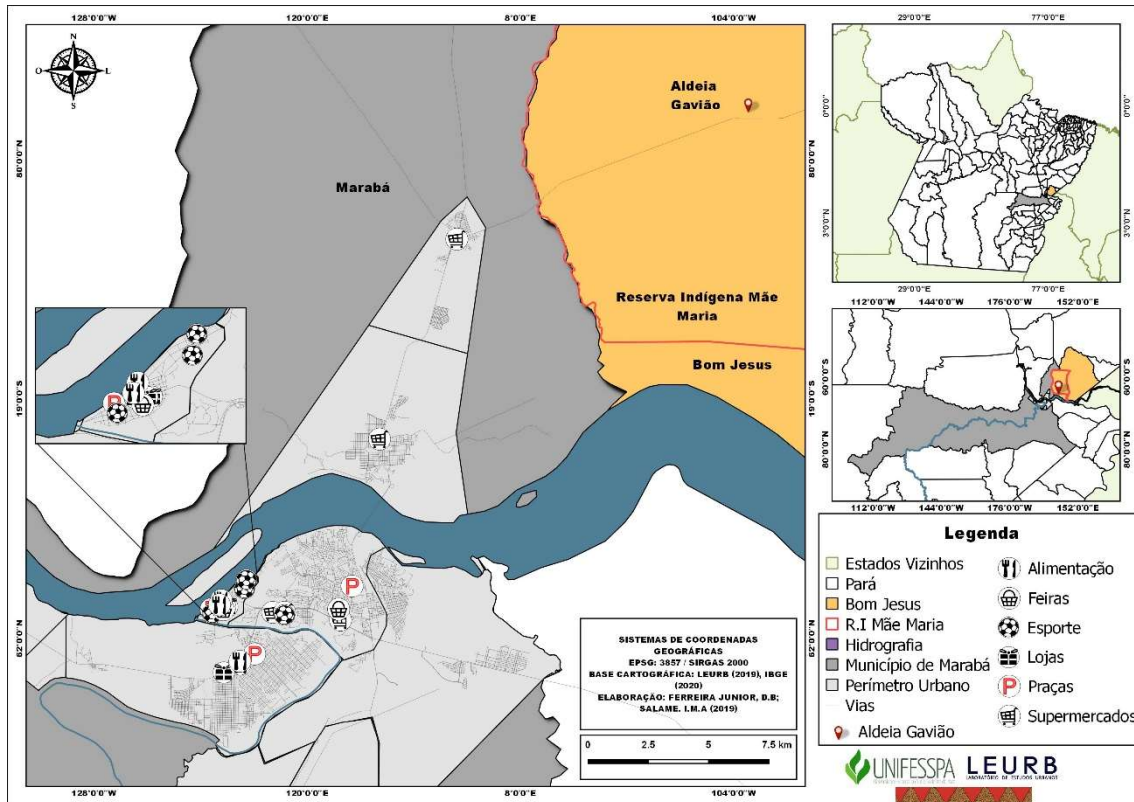 128°0'0"W
120°0'0"E
8°0'0"E
104°0'0"W
N
O
L
S
80°0'0"N
19°0'0"S
62°0'0"N
Aldeia
Gavião
Marabá
Reserva Indígena Mãe
Maria
Bom Jesus
P
P
P
SISTEMAS DE COORDENADAS
GEOGRÁFICAS
EPSG: 3857 / SIRGAS 2000
BASE CARTOGRÁFICA: LEURB (2019), IBGE
(2020)
ELABORAÇÃO: FERREIRA JUNIOR, D.B;
SALAME. I.M.A (2019)
0 2.5 5 7.5 km
128°0'0"W
120°0'0"E
8°0'0"E
104°0'0"W
80°0'0"N
19°0'0"S
62°0'0"N
29°0'0"E
77°0'0"E
0°0'0"
3°0'0"N
0°0'0"
3°0'0"N
29°0'0"E
77°0'0"E
112°0'0"W 144°0'0"W 176°0'0"W 152°0'0"E
60°0'0"S
80°0'0"S
60°0'0"S
80°0'0"S
112°0'0"W 144°0'0"W 176°0'0"W 152°0'0"E
Legenda
Estados Vizinhos
Pará
Bom Jesus
R.I Mãe Maria
Hidrografia
Município de Marabá
Perímetro Urbano
Vias
Aldeia Gavião
Alimentação
Feiras
Esporte
Lojas
P Praças
Supermercados
UNIFESSPA
LEURB
LABORATÓRIO DE ESTUDOS URBANOS